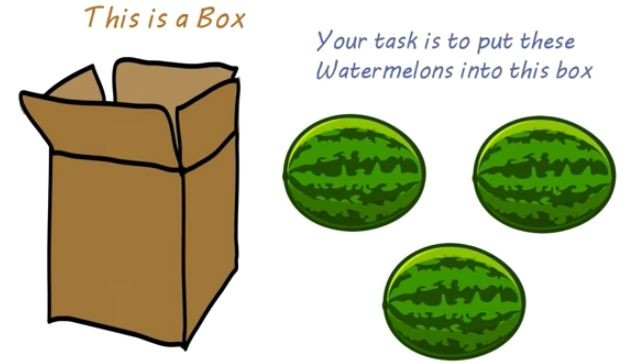 This is a Box
Your task is to put these
Watermelons into this box